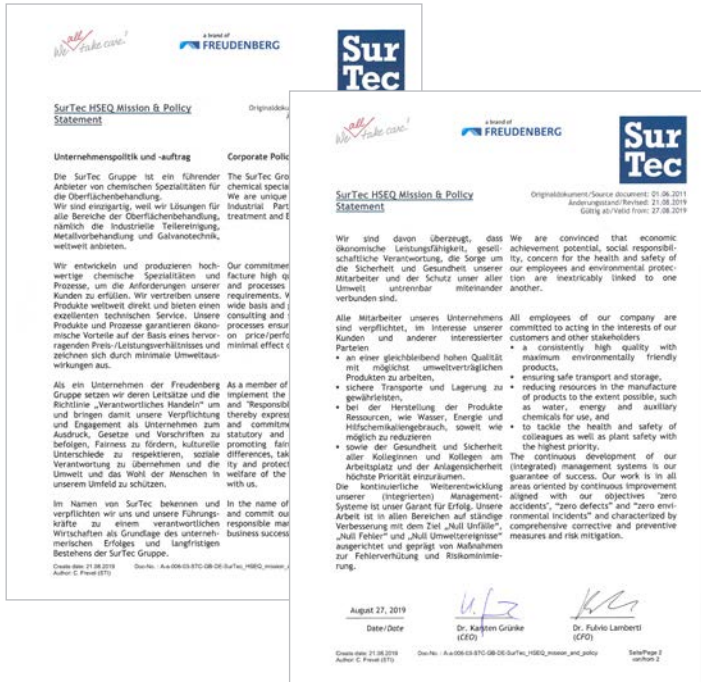 We all take care!
a brand of
FREUDENBERG
Sur
Tec
SurTec HSEQ Mission & Policy
Statement
Unternehmenspolitik und -auftrag
Die SurTec Gruppe ist ein führender
Anbieter von chemischen Spezialitäten für
die Oberflächenbehandlung.
Wir sind einzigartig, weil wir Lösungen für
alle Bereiche der Oberflächenbehandlung,
nämlich die Industrielle Teilereinigung,
Metallvorbehandlung und Galvanotechnik,
weltweit anbieten.
Wir entwickeln und produzieren hoch-
wertige chemische Spezialitäten und
Prozesse, um die Anforderungen unserer
Kunden zu erfüllen. Wir vertreiben unsere
Produkte weltweit direkt und bieten einen
exzellenten technischen Service. Unsere
Produkte und Prozesse garantieren ökono-
mische Vorteile auf der Basis eines hervor-
ragenden Preis-/Leistungsverhältnisses und
zeichnen sich durch minimale Umweltaus-
wirkungen aus.
Als ein Unternehmen der Freudenberg
Gruppe setzen wir deren Leitsätze und die
Richtlinie „Verantwortliches Handeln" um
und bringen damit unsere Verpflichtung
und Engagement als Unternehmen zum
Ausdruck, Gesetze und Vorschriften zu
befolgen, Fairness zu fördern, kulturelle
Unterschiede zu respektieren, soziale
Verantwortung zu übernehmen und die
Umwelt und das Wohl der Menschen in
unserem Umfeld zu schützen.
Im Namen von SurTec bekennen und
verpflichten wir uns und unsere Führungs-
kräfte zu einem verantwortlichen
Wirtschaften als Grundlage des unterneh-
merischen Erfolges und langfristigen
Bestehens der SurTec Gruppe.
Corporate Polic
The SurTec Gro
chemical specia
We are unique
Industrial Part
treatment and E
Our commitmen
facture high qu
and processes
requirements. W
wide basis and
consulting and
processes ensur
on price/perfo
minimal effect o
As a member of
implement the
and "Responsibl
thereby express
and commitme
statutory and
promoting fair
differences, tak
ity and protect
welfare of the
with us.
In the name of
and commit ou
responsible mar
business success
Create date: 21.08.2019
Author: C. Prevel (STI)
We all take care!
a brand of
FREUDENBERG
Sur
Tec
SurTec HSEQ Mission & Policy
Statement
Originaldokument/Source document: 01.06.2011
Änderungsstand/Revised: 21.08.2019
Gültig ab/Valid from: 27.08.2019
Wir sind davon überzeugt, dass
ökonomische Leistungsfähigkeit, gesell-
schaftliche Verantwortung, die Sorge um
die Sicherheit und Gesundheit unserer
Mitarbeiter und der Schutz unser aller
Umwelt untrennbar miteinander
verbunden sind.
Alle Mitarbeiter unseres Unternehmens
sind verpflichtet, im Interesse unserer
Kunden und anderer interessierter
Parteien
• an einer gleichbleibend hohen Qualität
mit möglichst umweltverträglichen
Produkten zu arbeiten,
• sichere Transporte und Lagerung zu
gewährleisten,
• bei der Herstellung der Produkte
Ressourcen, wie Wasser, Energie und
Hilfschemikaliengebrauch, soweit wie
möglich zu reduzieren
• sowie der Gesundheit und Sicherheit
aller Kolleginnen und Kollegen am
Arbeitsplatz und der Anlagensicherheit
höchste Priorität einzuräumen.
Die kontinuierliche Weiterentwicklung
unserer (integrierten) Management-
Systeme ist unser Garant für Erfolg. Unsere
Arbeit ist in allen Bereichen auf ständige
Verbesserung mit dem Ziel „Null Unfälle",
„Null Fehler" und „Null Umweltereignisse"
ausgerichtet und geprägt von Maßnahmen
zur Fehlerverhütung und Risikominimie-
rung.
We are convinced that economic
achievement potential, social responsibil-
ity, concern for the health and safety of
our employees and environmental protec-
tion are inextricably linked to one
another.
All employees of our company are
committed to acting in the interests of our
customers and other stakeholders
• a consistently high quality with
maximum environmentally friendly
products,
• ensuring safe transport and storage,
• reducing resources in the manufacture
of products to the extent possible, such
as water, energy and auxiliary
chemicals for use, and
• to tackle the health and safety of
colleagues as well as plant safety with
the highest priority.
The continuous development of our
(integrated) management systems is our
guarantee of success. Our work is in all
areas oriented by continuous improvement
aligned with our objectives "zero
accidents", "zero defects" and "zero envi-
ronmental incidents" and characterized by
comprehensive corrective and preventive
measures and risk mitigation.
August 27, 2019
Date/Date
Dr. Karsten Grünke
(CEO)
Dr. Fulvio Lamberti
(CFO)
Create date: 21.08.2019
Author: C. Prevel (STI)
Doc-No. : A-a-006-03-STC-GB-DE-SurTec_HSEQ_mission_and_policy
Seite/Page 2
von/from 2